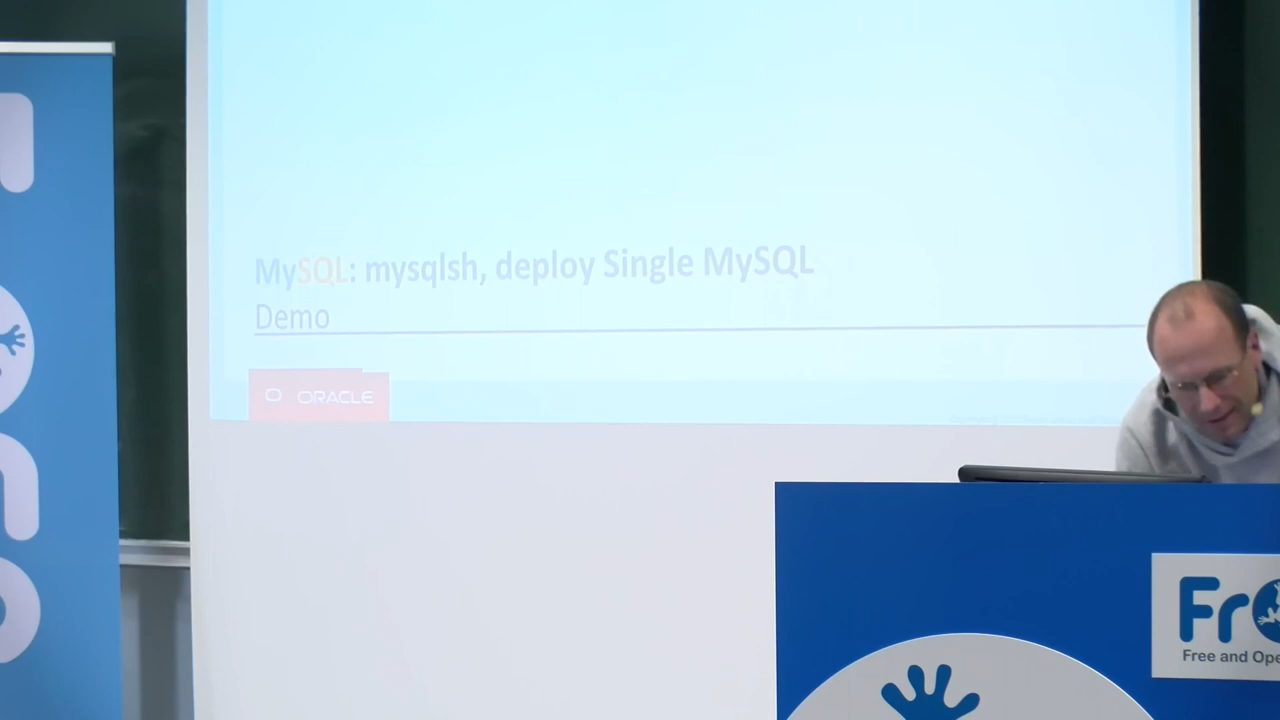 MySQL: mysqlsh, deploy Single MySQL
Demo
ORACLE
Fr
Free and Ope